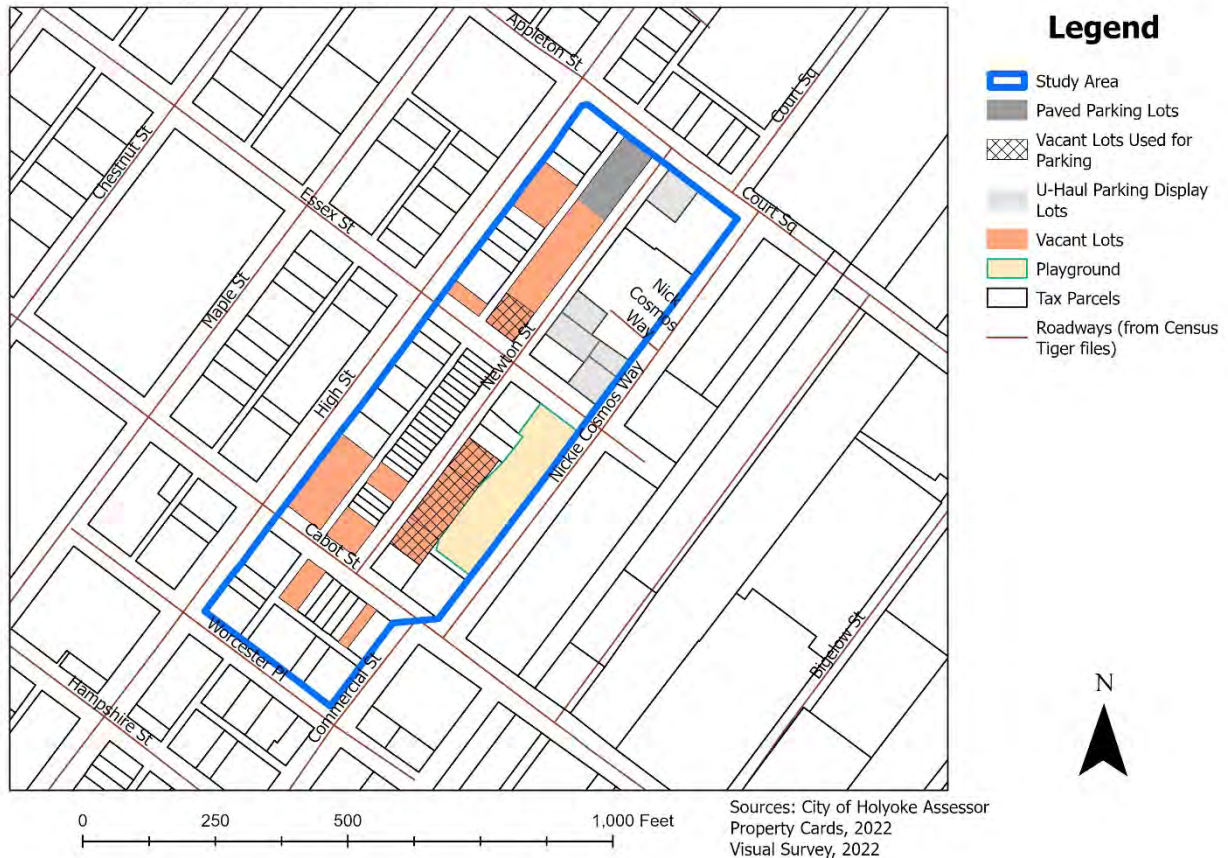 Legend
Study Area
Paved Parking Lots
Vacant Lots Used for
Parking
U-Haul Parking Display
Lots
Vacant Lots
Playground
Tax Parcels
Roadways (from Census
Tiger files)
Appleton St
Court Sq
Chestnut St
Essex St
Court Sq
Maple St
Nick
Cosmos
Way
Newton St
High St
Nickie Cosmos Way
Cabot St
Worcester Pl
Commercial St
Bigelow St
Hampshire St
N
0 250 500 1,000 Feet
Sources: City of Holyoke Assessor
Property Cards, 2022
Visual Survey, 2022